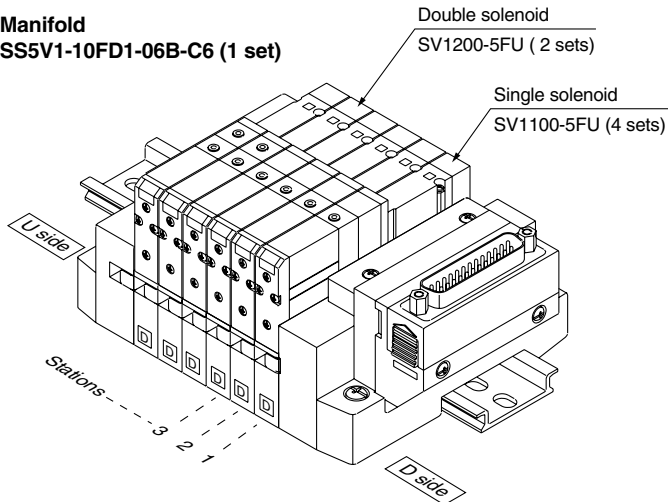 Manifold
SS5V1-10FD1-06B-C6 (1 set)
Double solenoid
SV1200-5FU ( 2 sets)
Single solenoid
SV1100-5FU (4 sets)
U side
D D D D D D
Stations
3
2
1
D side